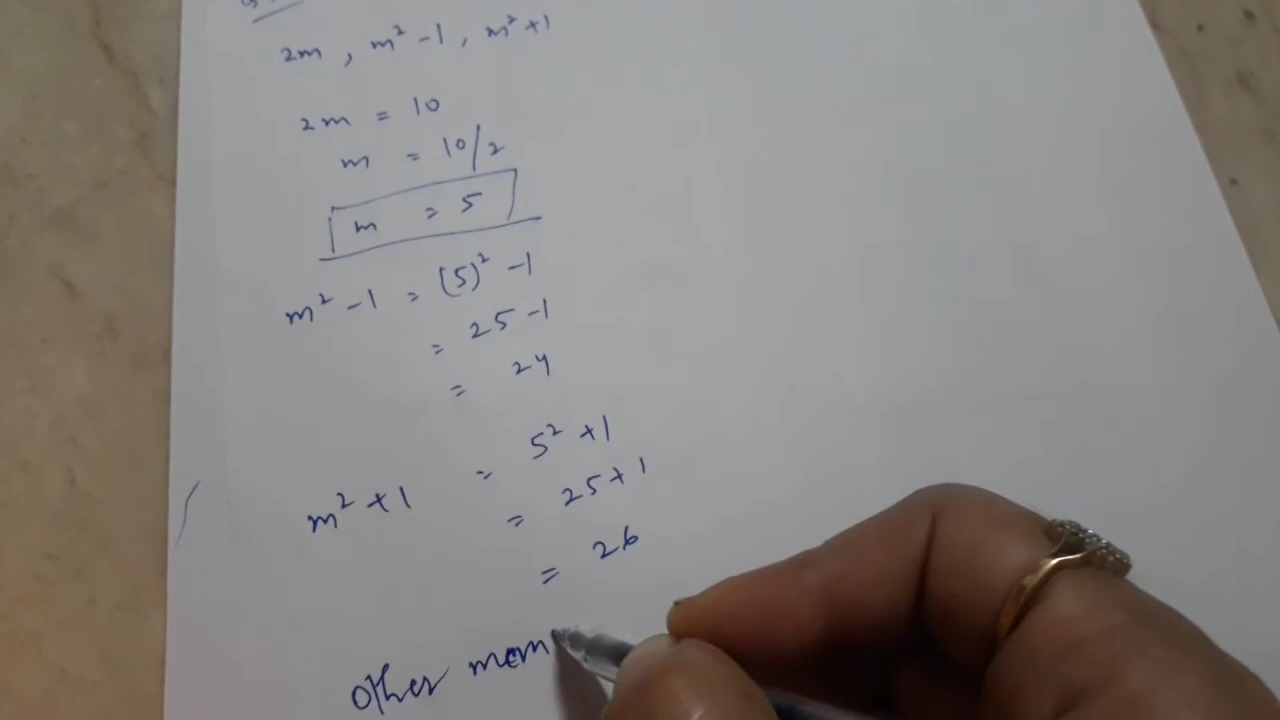 2m, m² -1, m² +1
2m = 10
m = 10/2
m = 5
m² -1 = (5)² -1
= 25 -1
= 24
m² +1 = 5² +1
= 25 + 1
= 26
other mem